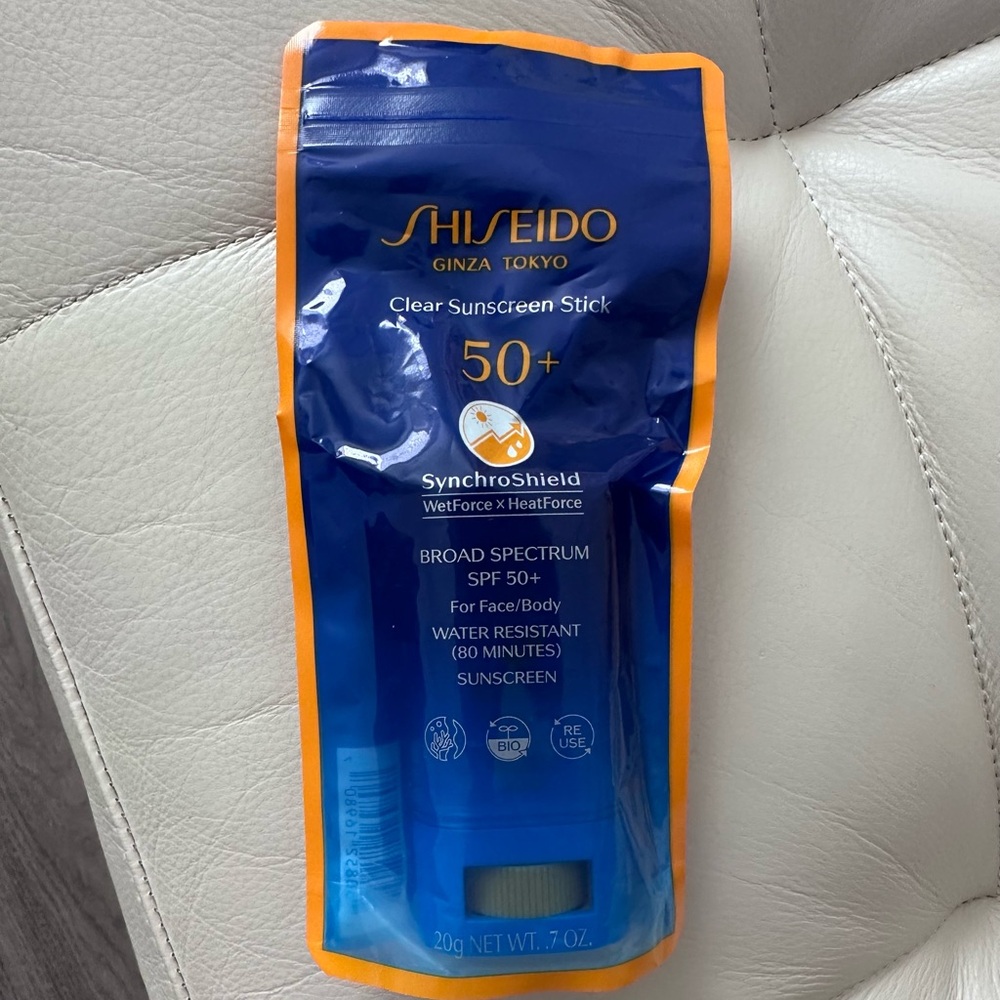 SHISEIDO
GINZA TOKYO
Clear Sunscreen Stick
50+
SynchroShield
WetForce x HeatForce
BROAD SPECTRUM
SPF 50+
For Face/Body
WATER RESISTANT
(80 MINUTES)
SUNSCREEN
BIO
RE
USE
20g NET WT. .7 OZ.